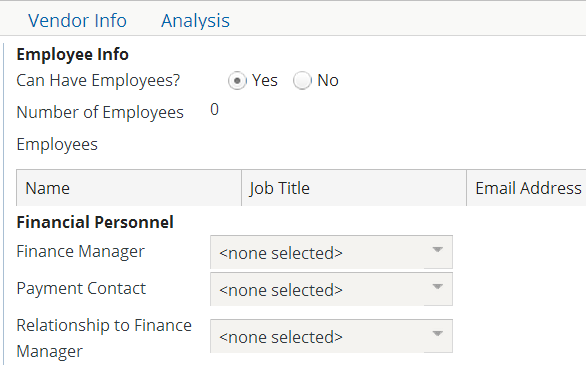 Vendor Info Analysis
Employee Info
Can Have Employees? Yes No
Number of Employees 0
Employees
Name Job Title Email Address
Financial Personnel
Finance Manager <none selected>
Payment Contact <none selected>
Relationship to Finance
Manager <none selected>